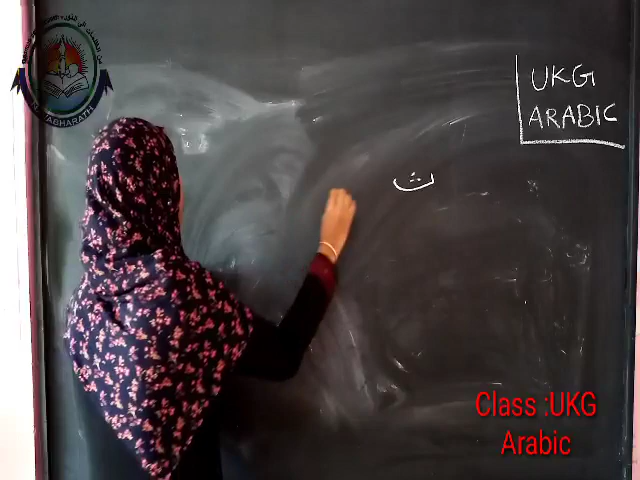 UKG
ARABIC
ث
Class :UKG
Arabic